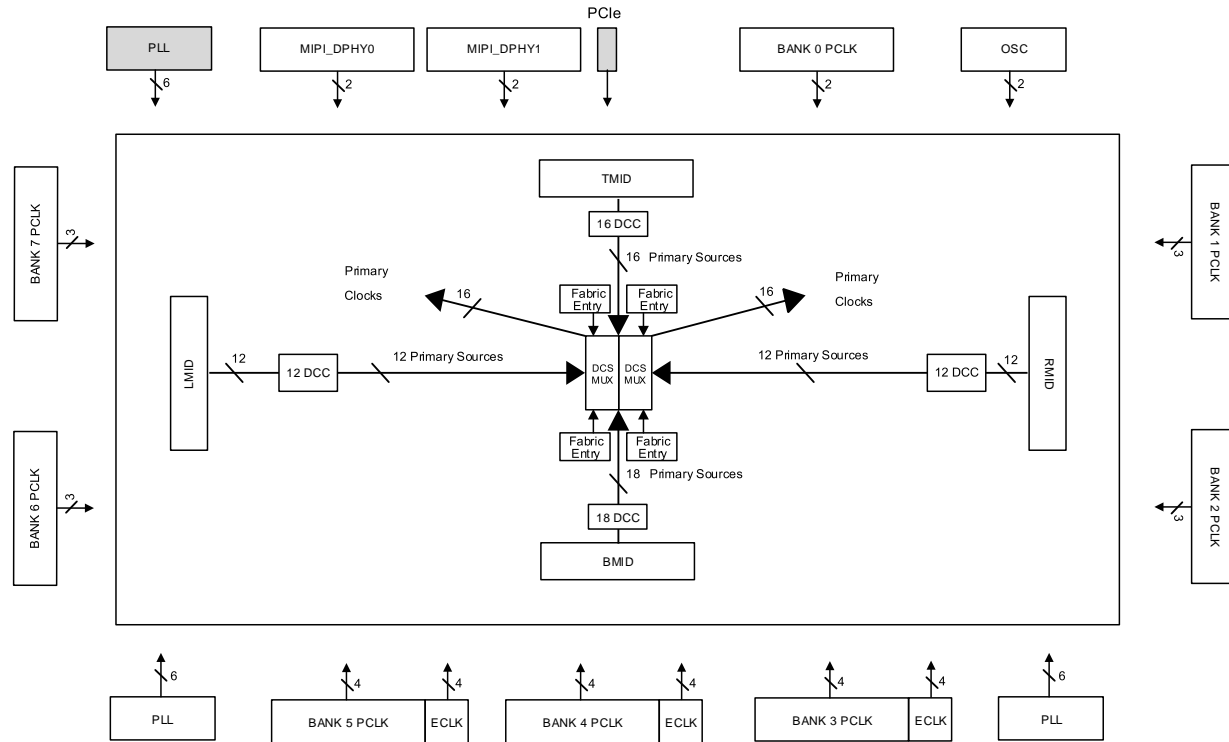 PCIe
PLL
MIPI_DPHY0
MIPI_DPHY1
BANK 0 PCLK
OSC
6
2
2
2
2
TMID
16 DCC
16 Primary Sources
BANK 7 PCLK
3
BANK 1 PCLK
3
Primary
Clocks
16
Primary
Clocks
16
Fabric
Entry
Fabric
Entry
LMID
12
12 DCC
12 Primary Sources
DCS
MUX
DCS
MUX
12 Primary Sources
12 DCC
12
RMID
Fabric
Entry
Fabric
Entry
18 Primary Sources
18 DCC
BMID
BANK 6 PCLK
3
BANK 2 PCLK
3
6
4
4
4
4
4
4
6
PLL
BANK 5 PCLK
ECLK
BANK 4 PCLK
ECLK
BANK 3 PCLK
ECLK
PLL